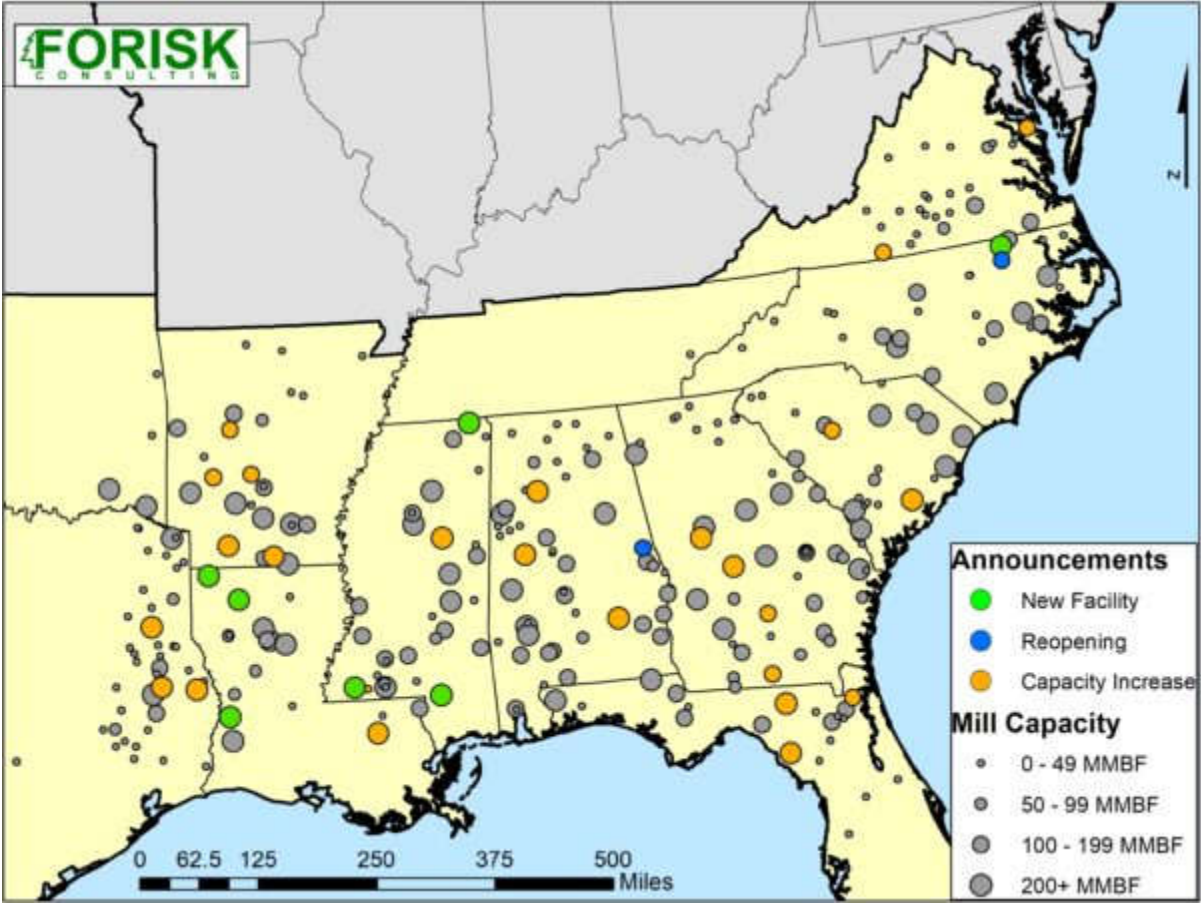 FORISK
CONSULTING
N
Announcements
New Facility
Reopening
Capacity Increase
Mill Capacity
0 - 49 MMBF
50 - 99 MMBF
100 - 199 MMBF
200+ MMBF
0 62.5 125 250 375 500
Miles